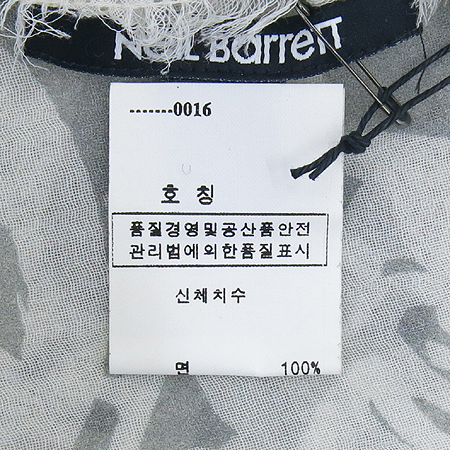 Neil Barrett
-------0016
호 칭
품질경영및공산품안전
관리법에의한품질표시
신체치수
면 100%